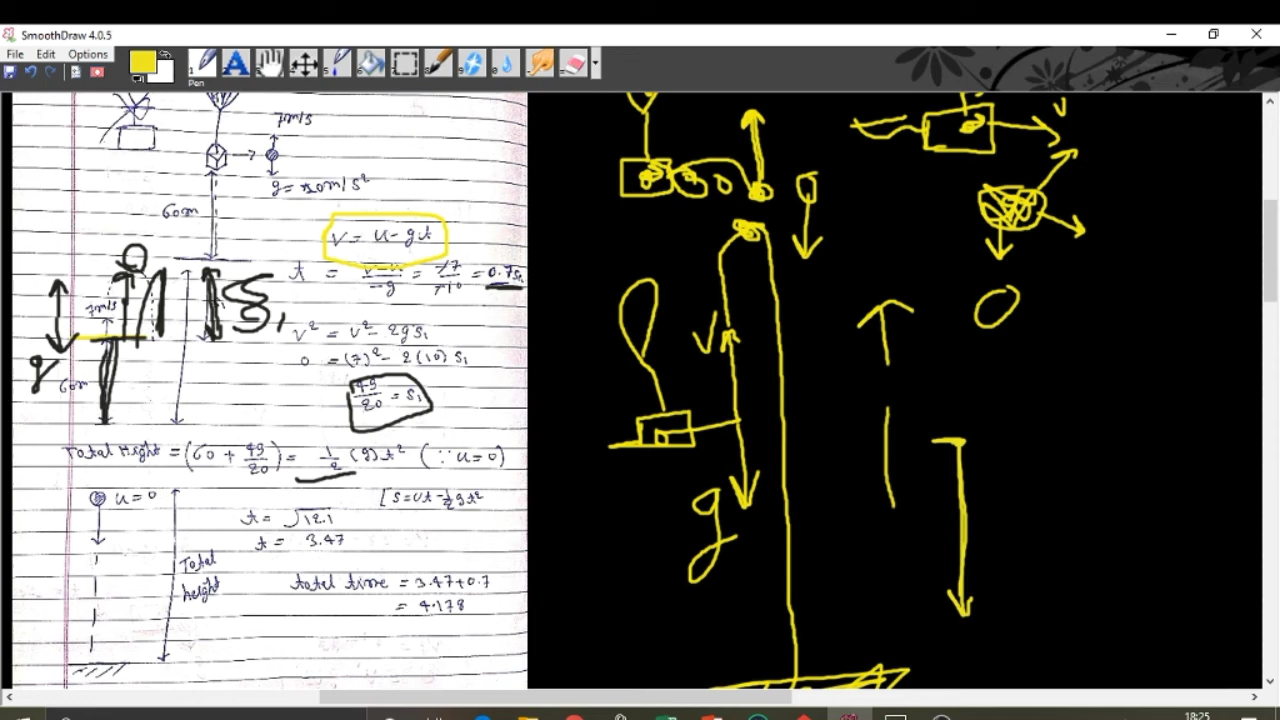 SmoothDraw 4.0.5
File Edit Options
Pen
7m/s
g = 10m/s²
60m
V = u - gt
t = = -7/-10 = 0.7s
7m/s
S₁
g
60m
v² = v² - 2gs₁
0 = (7)² - 2(10) s₁
49/20 = s₁
Total Height = (60 + 49/20) = 1/2 (g)t² (∵ u=0)
u = 0
[s = ut - 1/2 gt²
t = √12.1
t = 3.47
Total height
total time = 3.47+0.7
= 4.178
v
V
g
18:25